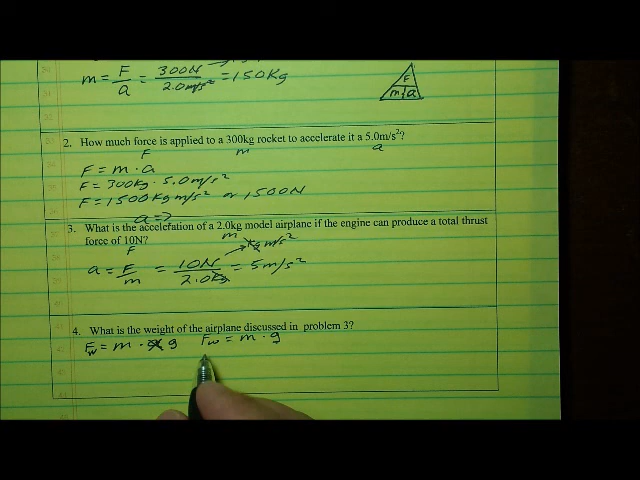 m = F/a = 300N/2.0m/s² = 150Kg
F
m a
2. How much force is applied to a 300kg rocket to accelerate it a 5.0m/s²?
F m a
F = m · a
F = 300Kg · 5.0m/s²
F = 1500Kgm/s² or 1500N
a =>
3. What is the acceleration of a 2.0kg model airplane if the engine can produce a total thrust
m
force of 10N?
F
kg m/s²
a = F/m = 10N/2.0kg = 5m/s²
4. What is the weight of the airplane discussed in problem 3?
Fw = m · g Fw = m · g